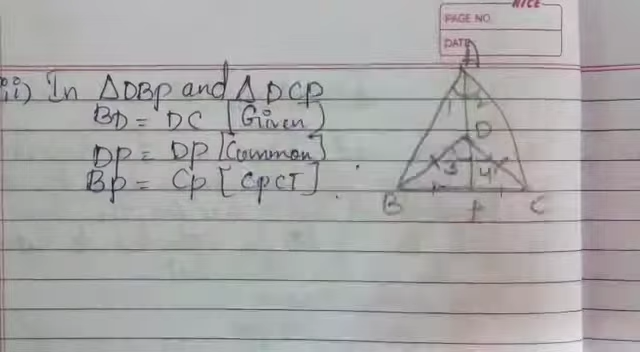 NICE
PAGE NO.
DATE
ii) In ΔDBP and ΔDCP
BD = DC [Given]
DP = DP [Common]
BP = CP [CPCT]
A
1 2
D
3 4
B P C